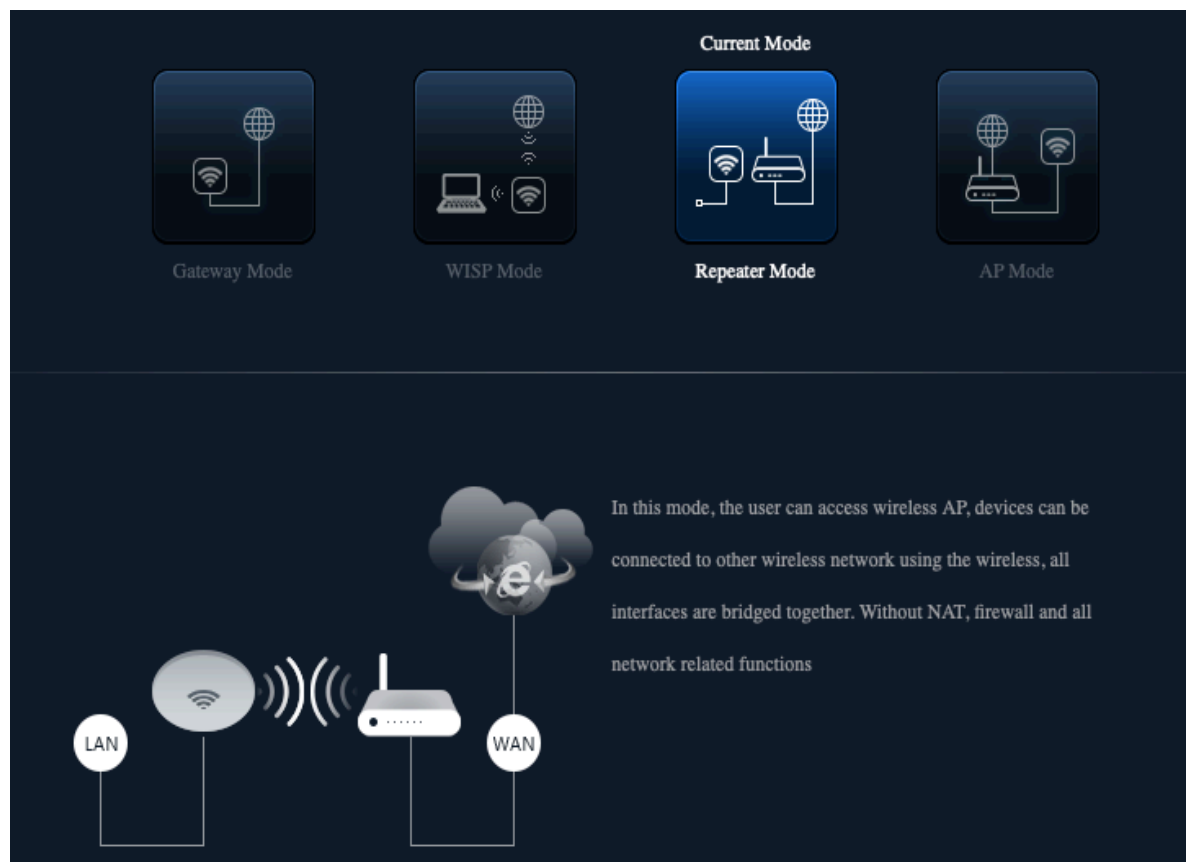 Current Mode
Gateway Mode
WISP Mode
Repeater Mode
AP Mode
In this mode, the user can access wireless AP, devices can be
connected to other wireless network using the wireless, all
interfaces are bridged together. Without NAT, firewall and all
network related functions
LAN
WAN